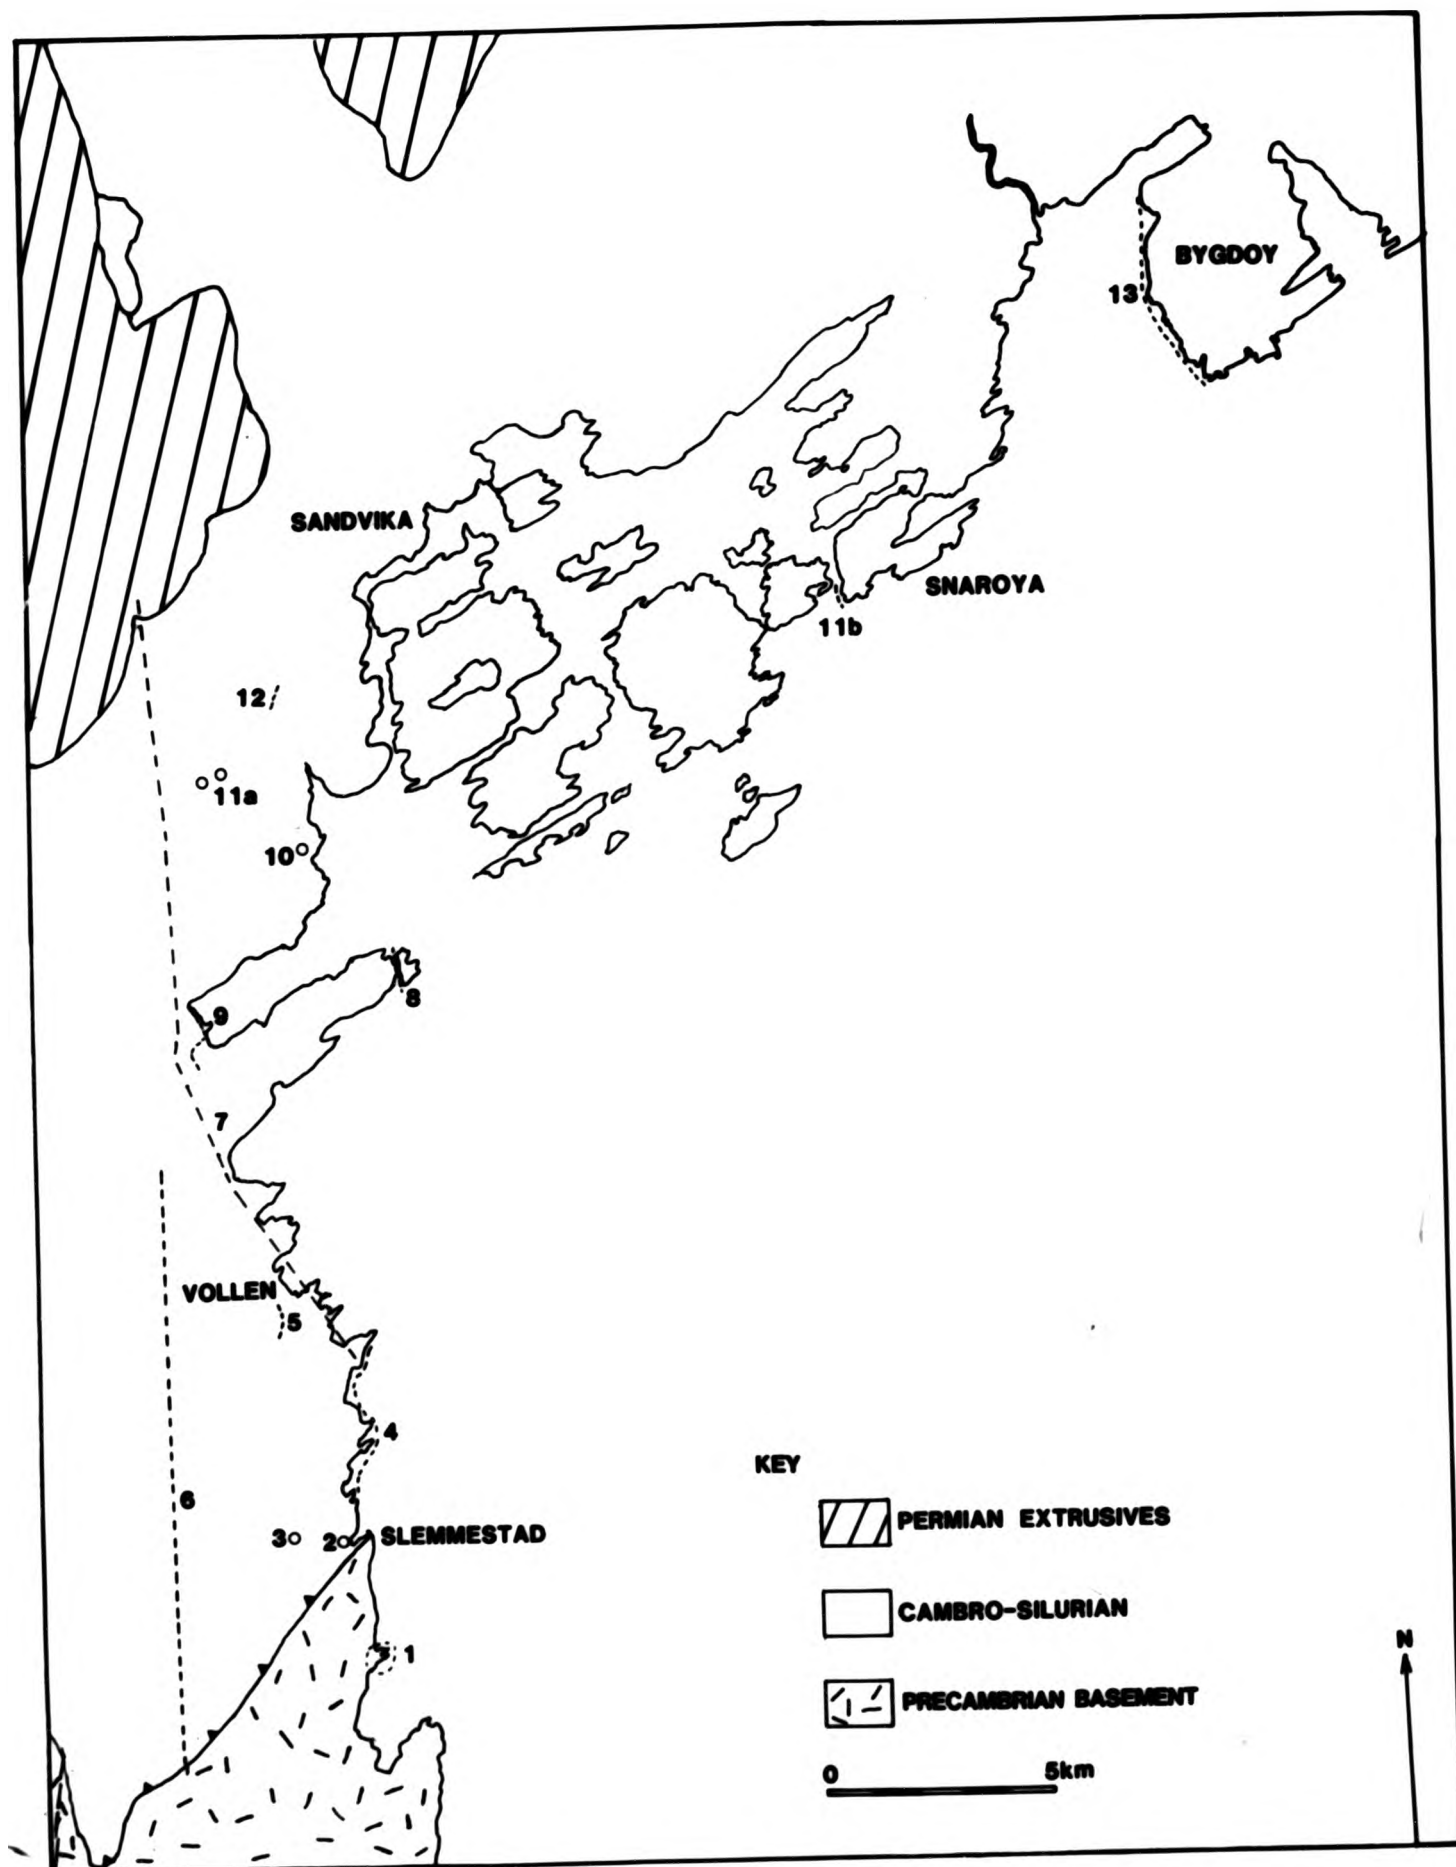 BYGDOY
13
SANDVIKA
SNAROYA
11b
12
11a
10
8
9
7
VOLLEN
5
4
KEY
6
PERMIAN EXTRUSIVES
3
2
SLEMMESTAD
CAMBRO-SILURIAN
N
1
PRECAMBRIAN BASEMENT
0
5km